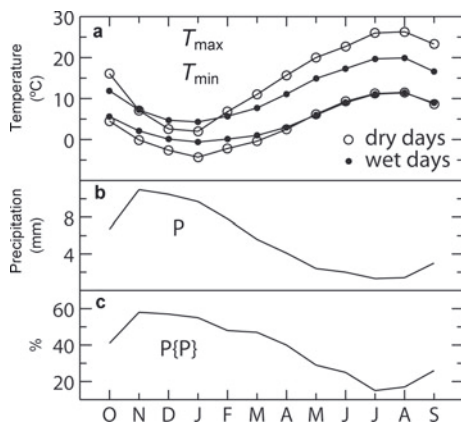 a
30
20
10
0
Temperature
(°C)
Tmax
Tmin
dry days
wet days
b
8
4
Precipitation
(mm)
P
c
60
40
20
%
P{P}
O N D J F M A M J J A S